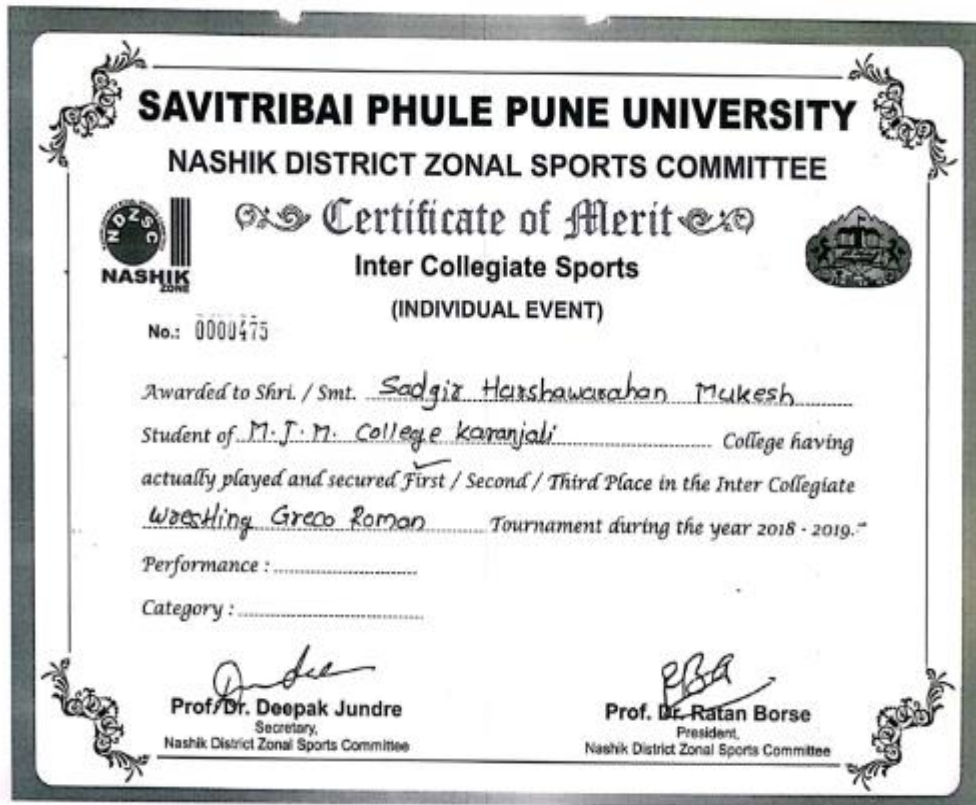 SAVITRIBAI PHULE PUNE UNIVERSITY
NASHIK DISTRICT ZONAL SPORTS COMMITTEE
NDZSC
NASHIK
ZONE
Certificate of Merit
Inter Collegiate Sports
(INDIVIDUAL EVENT)
No.: 0000475
Awarded to Shri. / Smt. Sadgir Harshawarahan Mukesh
Student of M.J.M. College karanjali College having
actually played and secured First / Second / Third Place in the Inter Collegiate
Wrestling Greco Roman Tournament during the year 2018 - 2019.
Performance :
Category :
Prof. Dr. Deepak Jundre
Secretary,
Nashik District Zonal Sports Committee
Prof. Dr. Ratan Borse
President,
Nashik District Zonal Sports Committee